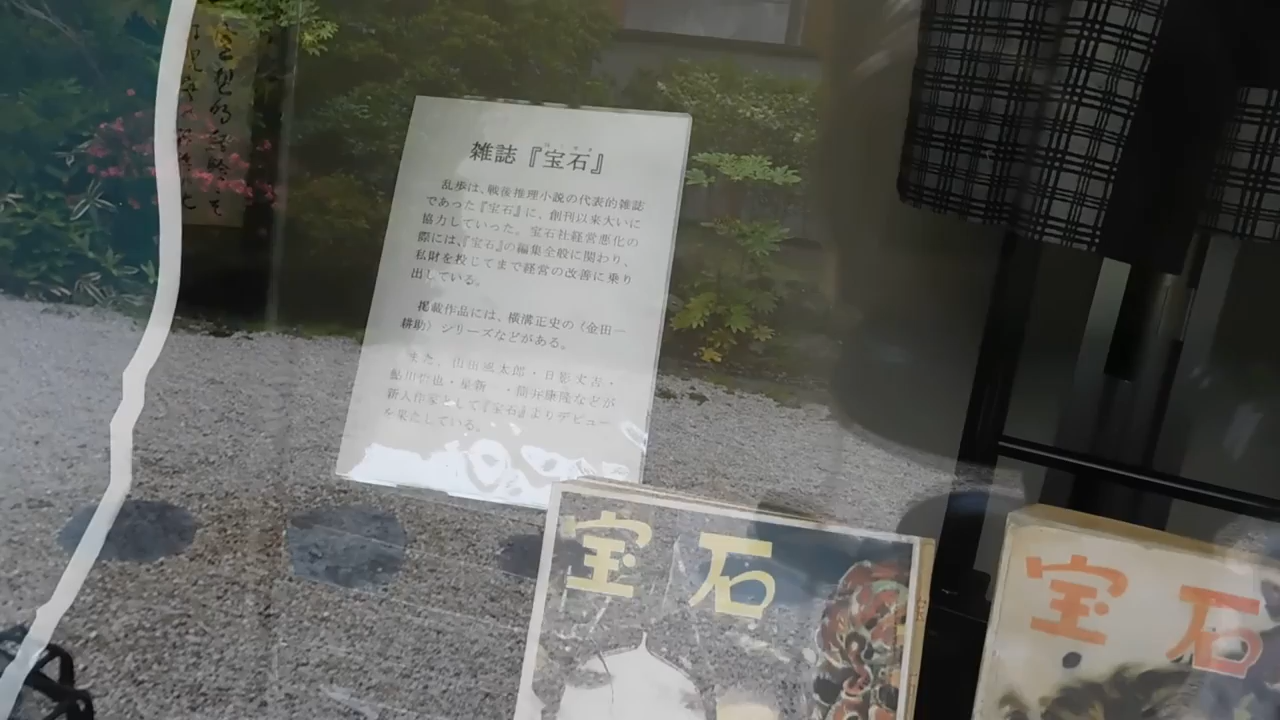 雑誌『宝石』
乱歩は、戦後推理小説の代表的雑誌
であった『宝石』に、創刊以来大いに
協力していった。宝石社経営悪化の
際には、『宝石』の編集全般に関わり、
私財を投じてまで経営の改善に乗り
出している。
掲載作品には、横溝正史の〈金田一
耕助〉シリーズなどがある。
また、山田風太郎・日影丈吉・
鮎川哲也・星新一・筒井康隆などが
新人作家として『宝石』よりデビュー
を果たしている。
宝石
宝石